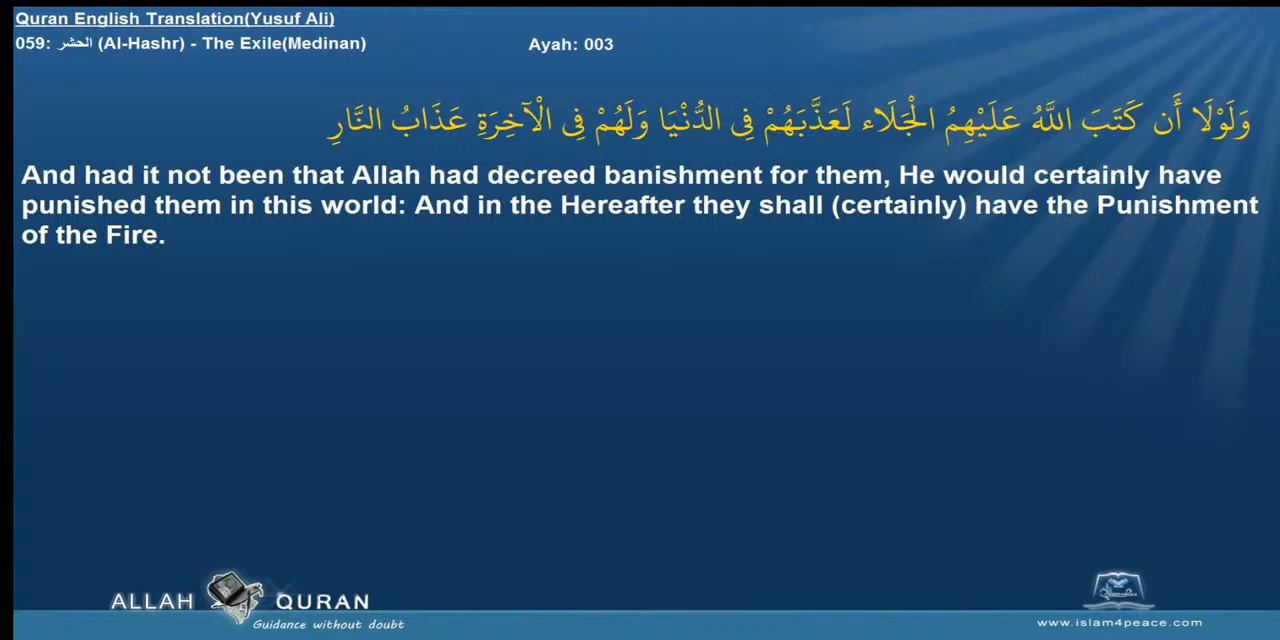 Quran English Translation(Yusuf Ali)
059: الحشر (Al-Hashr) - The Exile(Medinan) Ayah: 003
وَلَوْلَا أَن كَتَبَ اللَّهُ عَلَيْهِمُ الْجَلَاء لَعَذَّبَهُمْ فِي الدُّنْيَا وَلَهُمْ فِي الْآخِرَةِ عَذَابُ النَّارِ
And had it not been that Allah had decreed banishment for them, He would certainly have
punished them in this world: And in the Hereafter they shall (certainly) have the Punishment
of the Fire.
ALLAH QURAN
Guidance without doubt
www.islam4peace.com